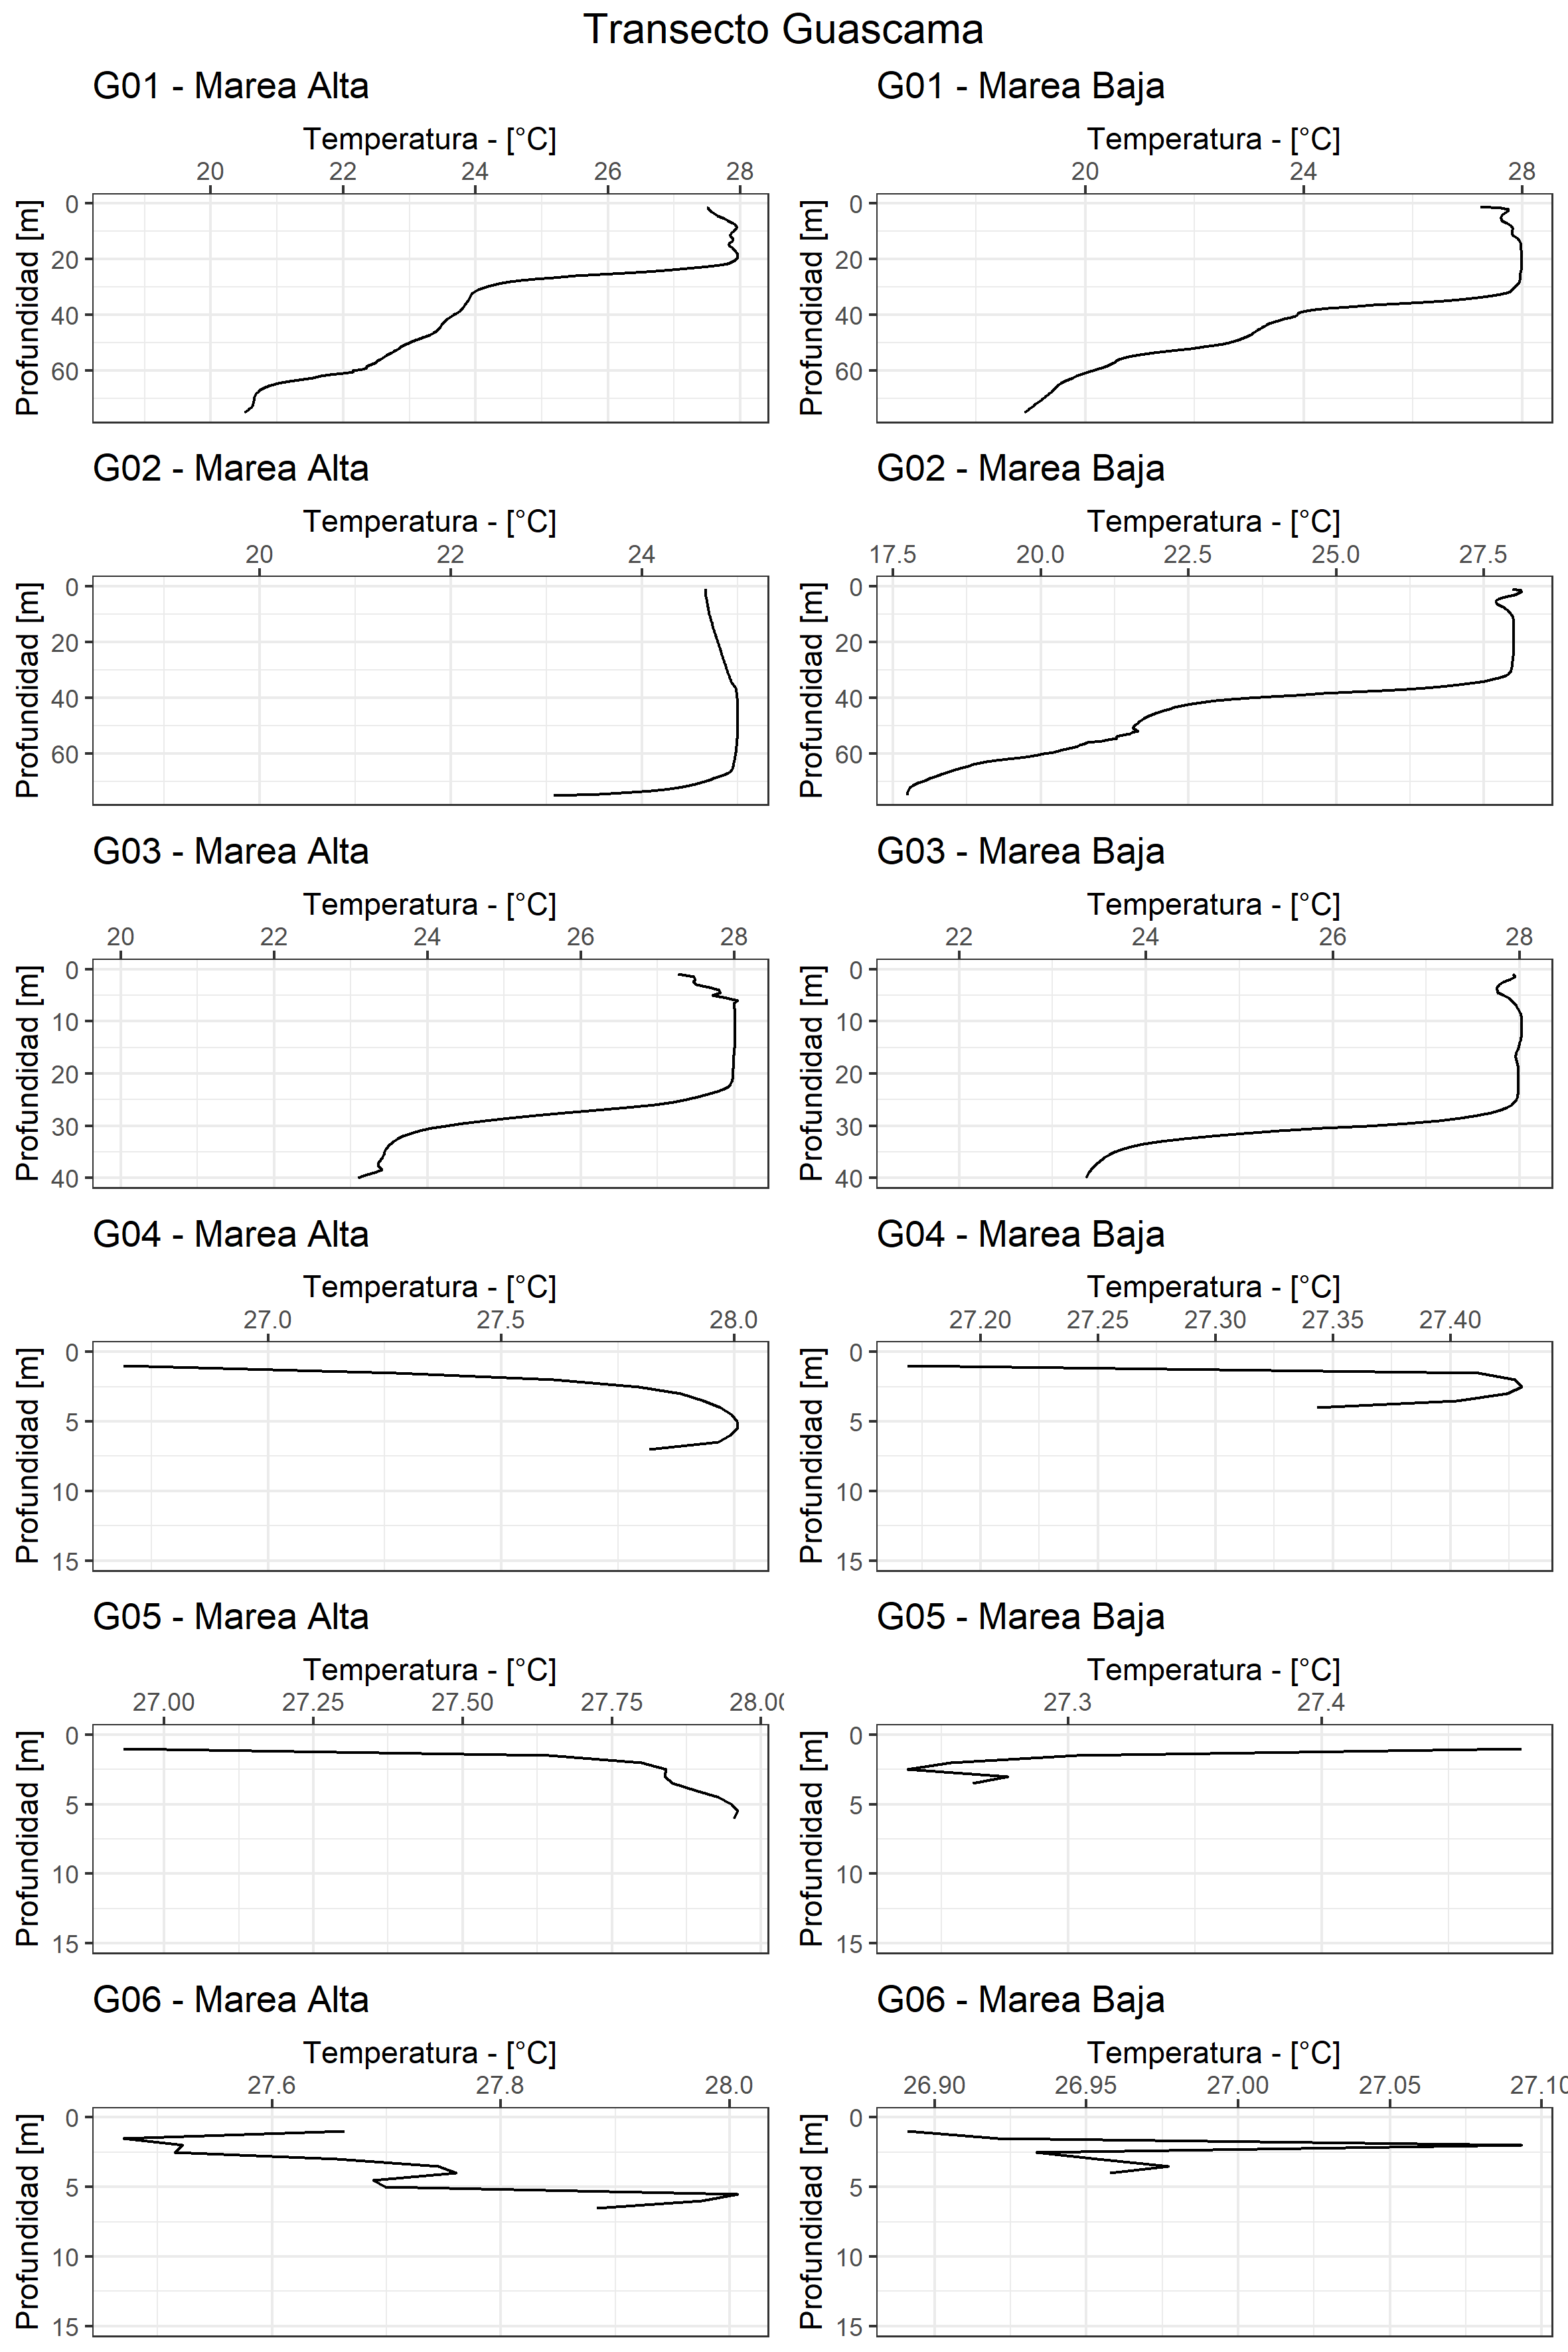 Transecto Guascama
G01 - Marea Alta
G01 - Marea Baja
Temperatura - [°C]
Temperatura - [°C]
20 22 24 26 28
20 24 28
Profundidad [m]
0
20
40
60
Profundidad [m]
0
20
40
60
G02 - Marea Alta
G02 - Marea Baja
Temperatura - [°C]
Temperatura - [°C]
20 22 24
17.5 20.0 22.5 25.0 27.5
Profundidad [m]
0
20
40
60
Profundidad [m]
0
20
40
60
G03 - Marea Alta
G03 - Marea Baja
Temperatura - [°C]
Temperatura - [°C]
20 22 24 26 28
22 24 26 28
Profundidad [m]
0
10
20
30
40
Profundidad [m]
0
10
20
30
40
G04 - Marea Alta
G04 - Marea Baja
Temperatura - [°C]
Temperatura - [°C]
27.0 27.5 28.0
27.20 27.25 27.30 27.35 27.40
Profundidad [m]
0
5
10
15
Profundidad [m]
0
5
10
15
G05 - Marea Alta
G05 - Marea Baja
Temperatura - [°C]
Temperatura - [°C]
27.00 27.25 27.50 27.75 28.00
27.3 27.4
Profundidad [m]
0
5
10
15
Profundidad [m]
0
5
10
15
G06 - Marea Alta
G06 - Marea Baja
Temperatura - [°C]
Temperatura - [°C]
27.6 27.8 28.0
26.90 26.95 27.00 27.05 27.10
Profundidad [m]
0
5
10
15
Profundidad [m]
0
5
10
15